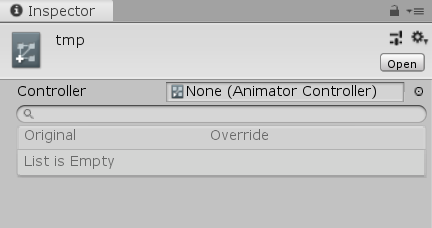 Inspector
tmp
Open
Controller None (Animator Controller)
Original Override
List is Empty